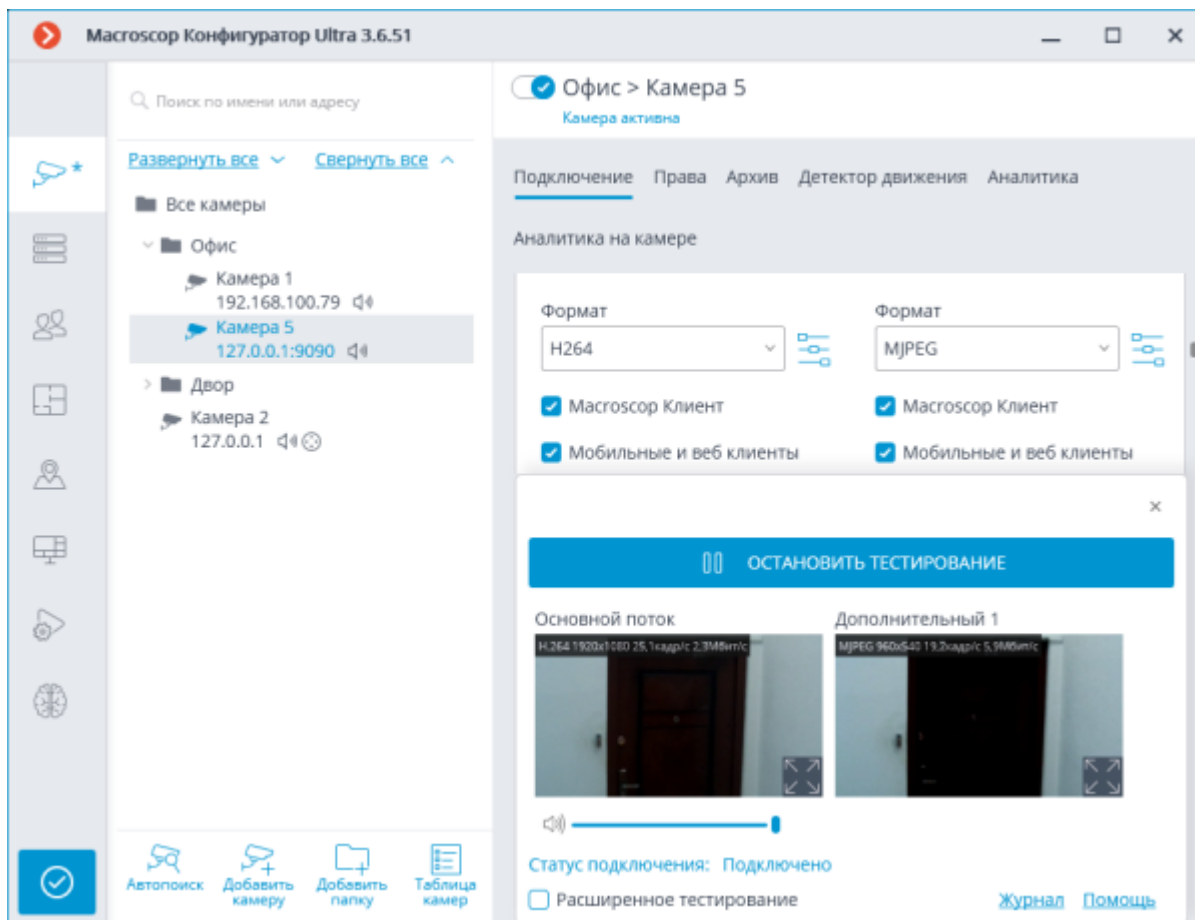 Macroscop Конфигуратор Ultra 3.6.51
Поиск по имени или адресу
Развернуть все
Свернуть все
Все камеры
Офис
Камера 1
192.168.100.79
Камера 5
127.0.0.1:9090
Двор
Камера 2
127.0.0.1
Автопоиск
Добавить камеру
Добавить папку
Таблица камер
Офис > Камера 5
Камера активна
Подключение Права Архив Детектор движения Аналитика
Аналитика на камере
Формат
H264
Macroscop Клиент
Мобильные и веб клиенты
Формат
MJPEG
Macroscop Клиент
Мобильные и веб клиенты
ОСТАНОВИТЬ ТЕСТИРОВАНИЕ
Основной поток
H.264 1920x1080 25,1кадр/с 2,3Мбит/с
Дополнительный 1
MJPEG 960x540 19,2кадр/с 5,9Мбит/с
Статус подключения: Подключено
Расширенное тестирование
Журнал Помощь